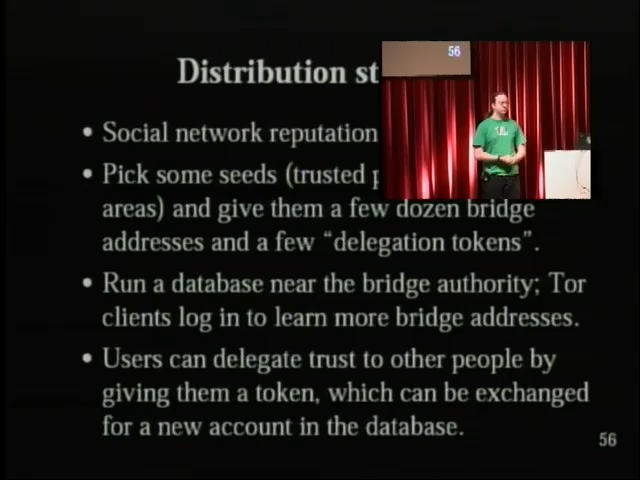 56
Distribution st
• Social network reputation
• Pick some seeds (trusted p
areas) and give them a few dozen bridge
addresses and a few “delegation tokens”.
• Run a database near the bridge authority; Tor
clients log in to learn more bridge addresses.
• Users can delegate trust to other people by
giving them a token, which can be exchanged
for a new account in the database.
56